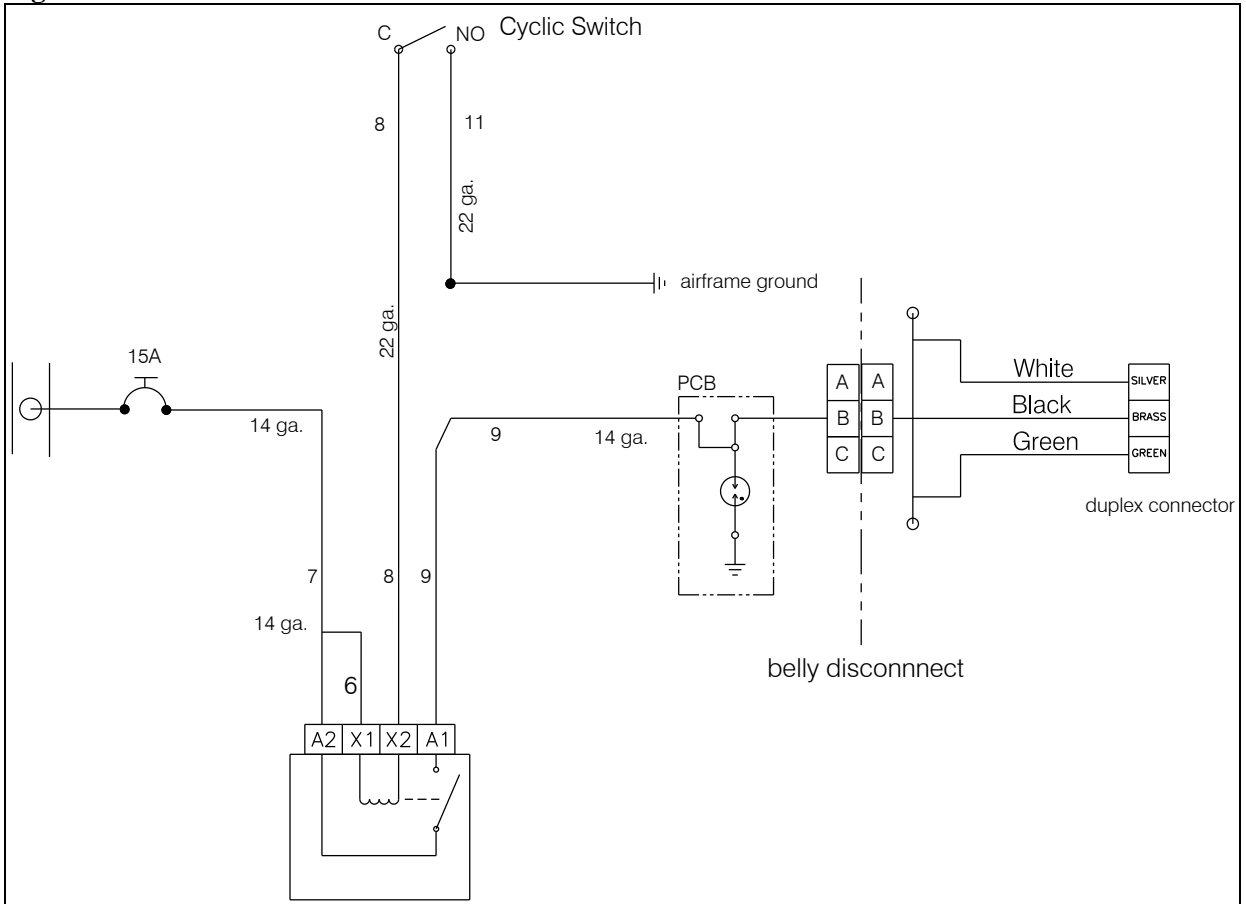 C
NO
Cyclic Switch
8
11
22 ga.
airframe ground
22 ga.
15A
14 ga.
PCB
9
14 ga.
A A
B B
C C
White
Black
Green
SILVER
BRASS
GREEN
duplex connector
belly disconnnect
7
8
9
14 ga.
6
A2 X1 X2 A1